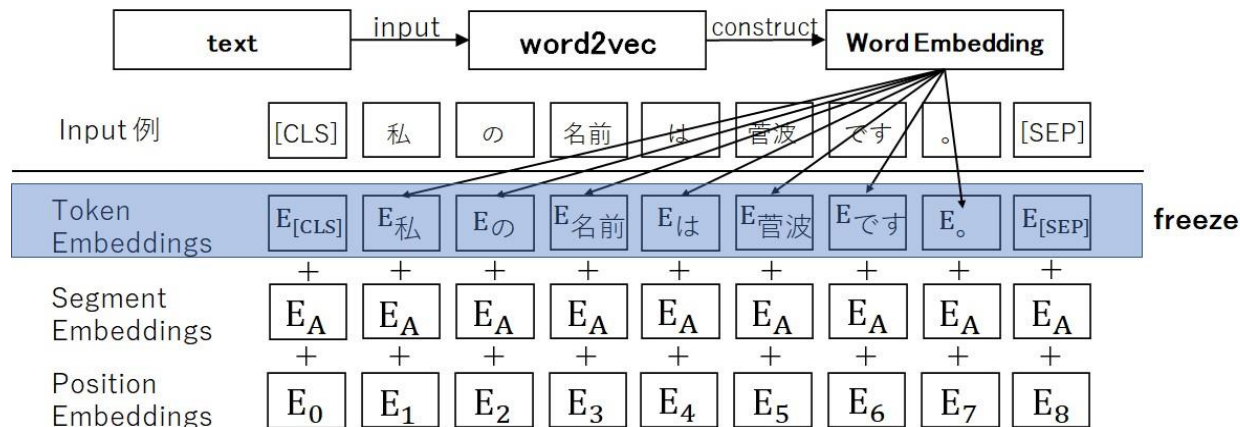 text input word2vec construct Word Embedding
Input 例 [CLS] 私 の 名前 は 菅波 です 。 [SEP]
Token
Embeddings
E[CLS] E私 Eの E名前 Eは E菅波 Eです E。 E[SEP]
freeze
+ + + + + + + + +
Segment
Embeddings
EA EA EA EA EA EA EA EA EA
+ + + + + + + + +
Position
Embeddings
E0 E1 E2 E3 E4 E5 E6 E7 E8